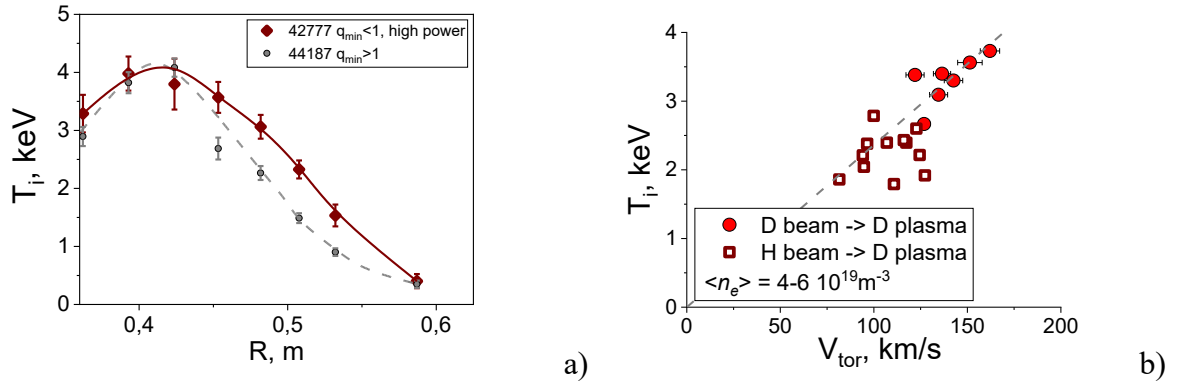 5
4
3
2
1
0
T_i, keV
42777 q_min<1, high power
44187 q_min>1
0,4 0,5 0,6
R, m
a)
4
3
2
1
0
T_i, keV
D beam -> D plasma
H beam -> D plasma
<n_e> = 4-6 10^19 m^-3
0 50 100 150 200
V_tor, km/s
b)